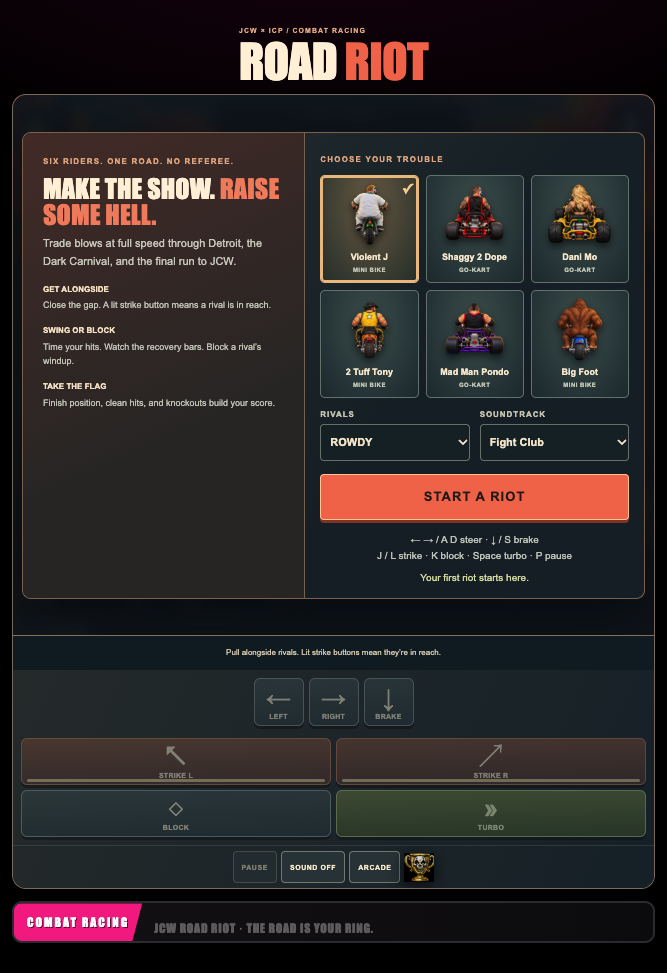 JCW × ICP / COMBAT RACING
ROAD RIOT
SIX RIDERS. ONE ROAD. NO REFEREE.
MAKE THE SHOW. RAISE
SOME HELL.
Trade blows at full speed through Detroit, the
Dark Carnival, and the final run to JCW.
GET ALONGSIDE
Close the gap. A lit strike button means a rival is in reach.
SWING OR BLOCK
Time your hits. Watch the recovery bars. Block a rival's
windup.
TAKE THE FLAG
Finish position, clean hits, and knockouts build your score.
CHOOSE YOUR TROUBLE
✓
Violent J
MINI BIKE
Shaggy 2 Dope
GO-KART
Dani Mo
GO-KART
2 Tuff Tony
MINI BIKE
Mad Man Pondo
GO-KART
Big Foot
MINI BIKE
RIVALS
ROWDY
SOUNDTRACK
Fight Club
START A RIOT
← → / A D steer · ↓ / S brake
J / L strike · K block · Space turbo · P pause
Your first riot starts here.
Pull alongside rivals. Lit strike buttons mean they're in reach.
← LEFT
→ RIGHT
↓ BRAKE
↖ STRIKE L
↗ STRIKE R
◇ BLOCK
» TURBO
PAUSE
SOUND OFF
ARCADE
COMBAT RACING
JCW ROAD RIOT · THE ROAD IS YOUR RING.